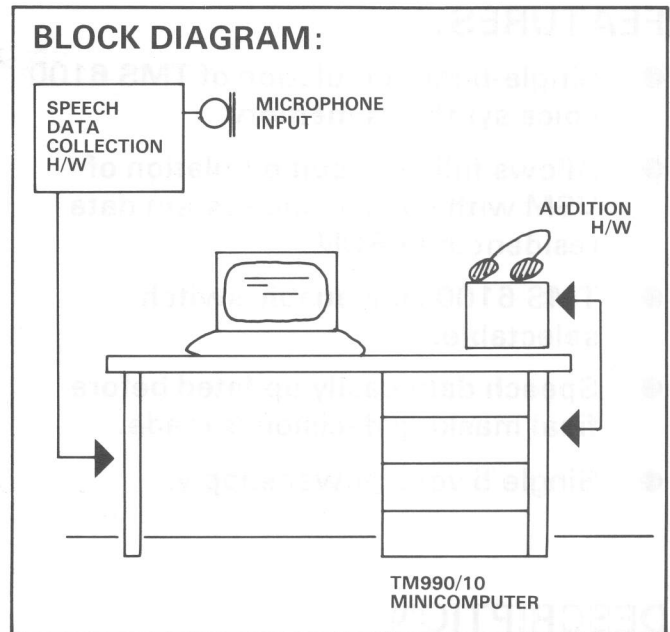 BLOCK DIAGRAM:
SPEECH
DATA
COLLECTION
H/W
MICROPHONE
INPUT
AUDITION
H/W
TM990/10
MINICOMPUTER